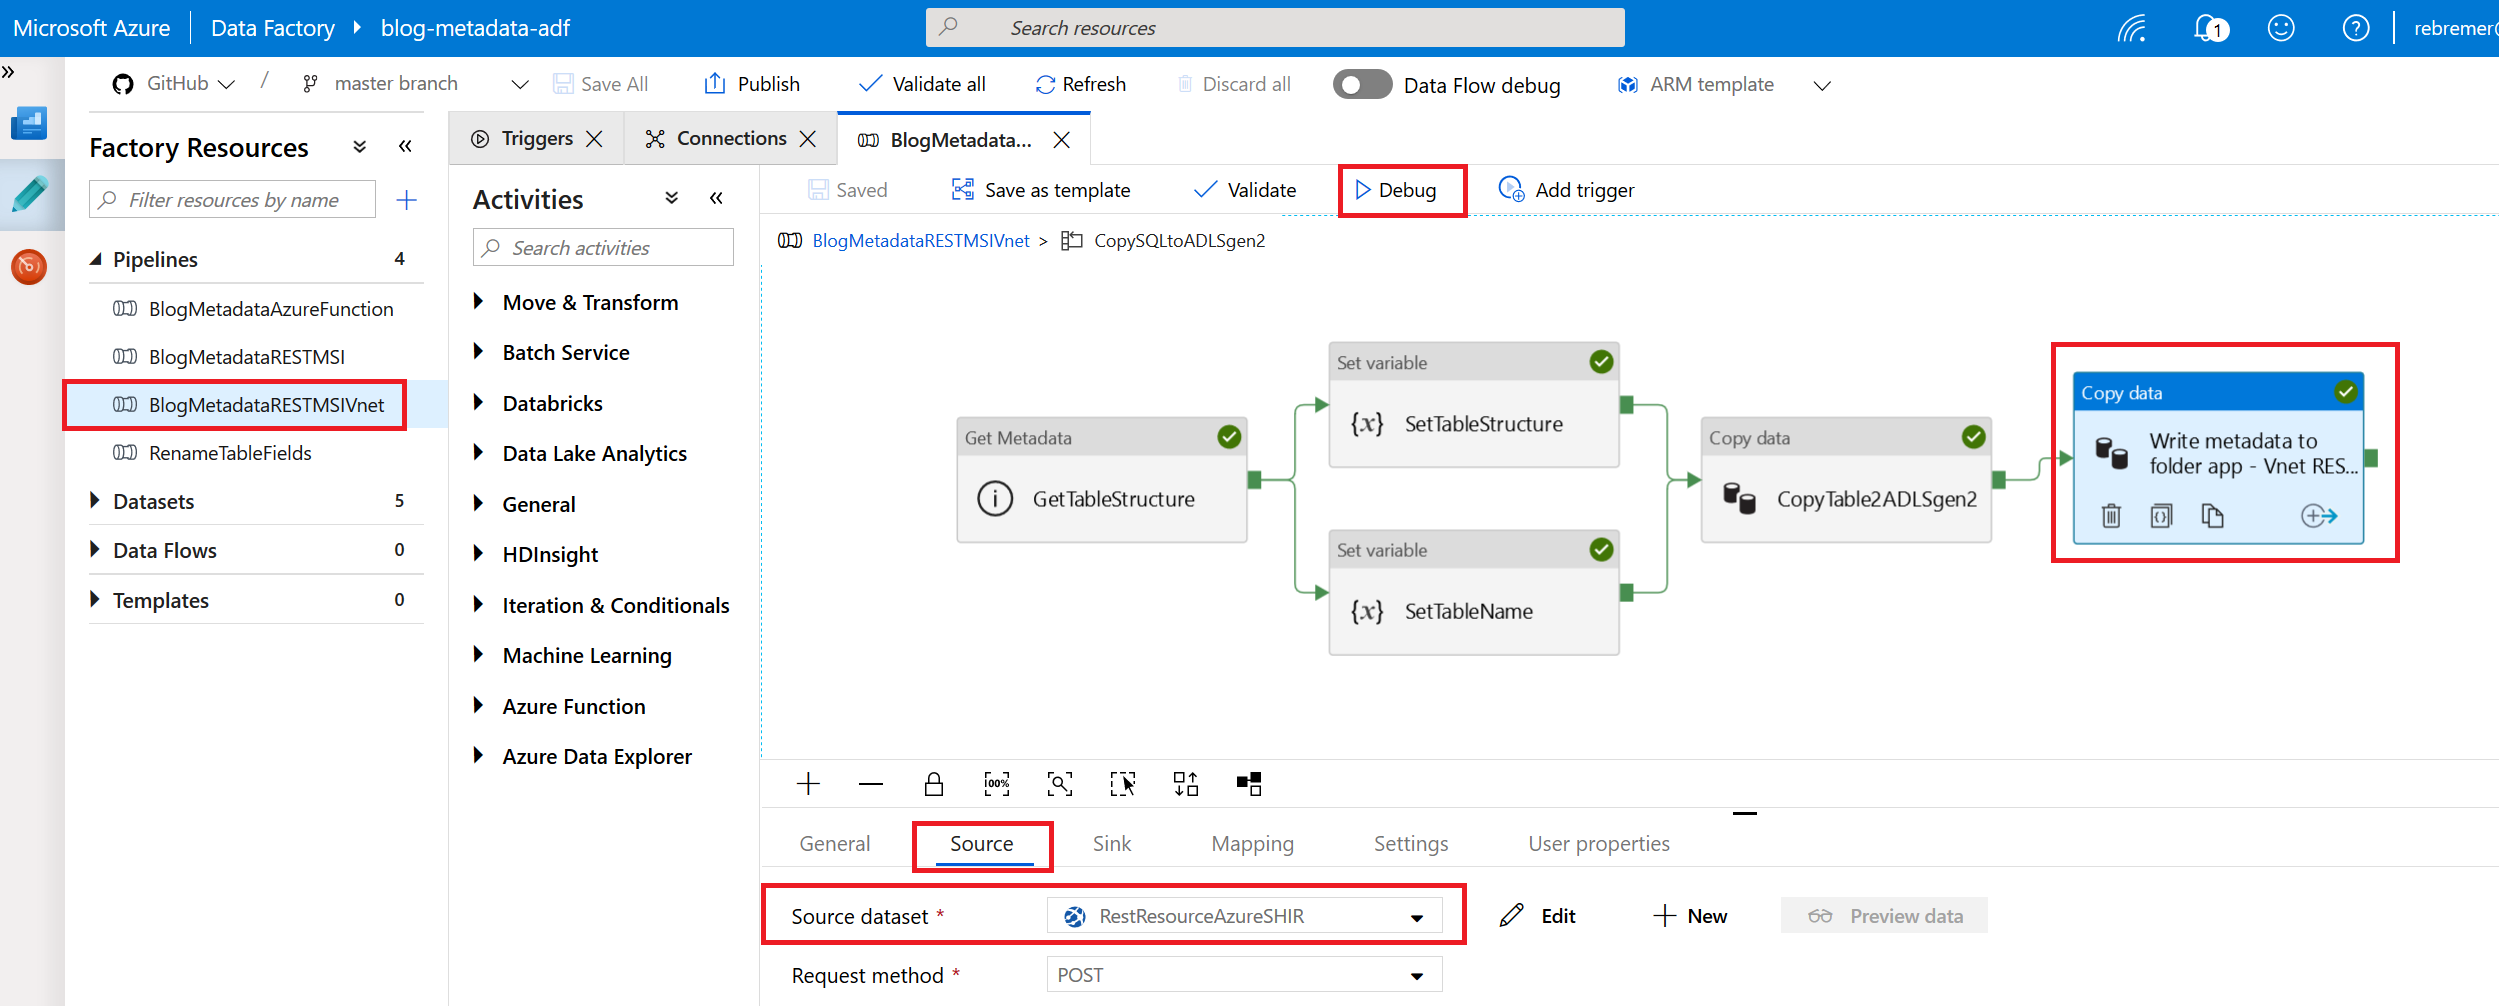 Microsoft Azure Data Factory blog-metadata-adf Search resources 1 rebremer@
GitHub / master branch Save All Publish Validate all Refresh Discard all Data Flow debug ARM template
Factory Resources
Filter resources by name
Pipelines 4
BlogMetadataAzureFunction
BlogMetadataRESTMSI
BlogMetadataRESTMSIVnet
RenameTableFields
Datasets 5
Data Flows 0
Templates 0
Triggers Connections BlogMetadata...
Activities
Search activities
Move & Transform
Batch Service
Databricks
Data Lake Analytics
General
HDInsight
Iteration & Conditionals
Machine Learning
Azure Function
Azure Data Explorer
Saved Save as template Validate Debug Add trigger
BlogMetadataRESTMSIVnet > CopySQLtoADLSgen2
Get Metadata
GetTableStructure
Set variable
{x} SetTableStructure
Set variable
{x} SetTableName
Copy data
CopyTable2ADLSgen2
Copy data
Write metadata to
folder app - Vnet RES...
100%
General Source Sink Mapping Settings User properties
Source dataset * RestResourceAzureSHIR Edit New Preview data
Request method * POST